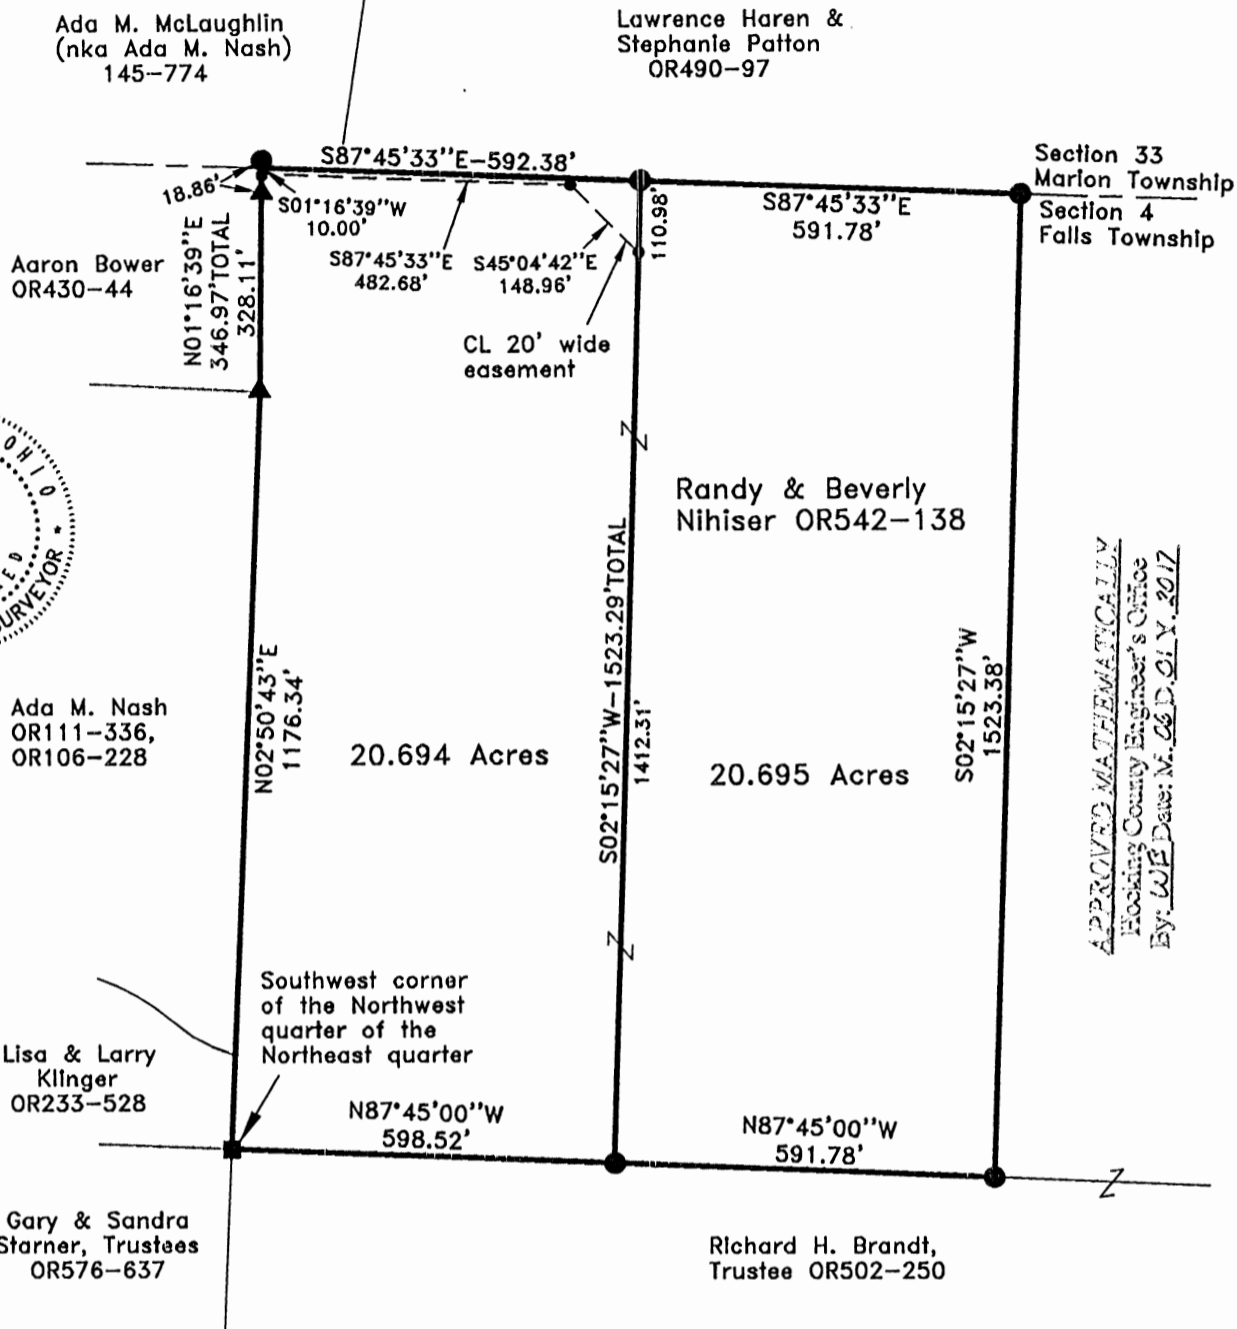 Ada M. McLaughlin
(nka Ada M. Nash)
145-774
Lawrence Haren &
Stephanie Patton
OR490-97
S87°45'33"E-592.38'
Section 33
Marion Township
Section 4
Falls Township
18.86'
S01°16'39"W
10.00'
110.98'
S87°45'33"E
591.78'
Aaron Bower
OR430-44
N01°16'39"E
346.97'TOTAL
328.11'
S87°45'33"E
482.68'
S45°04'42"E
148.96'
CL 20' wide
easement
OHIO
SURVEYOR *
Randy & Beverly
Nihiser OR542-138
S02°15'27"W-1523.29'TOTAL
1412.31'
S02°15'27"W
1523.38'
APPROVED MATHEMATICALLY
Hocking County Engineer's Office
By: WF Date: M. 06 D. 01 Y. 2017
Ada M. Nash
OR111-336,
OR106-228
N02°50'43"E
1176.34'
20.694 Acres
20.695 Acres
Southwest corner
of the Northwest
quarter of the
Northeast quarter
Lisa & Larry
Klinger
OR233-528
N87°45'00"W
598.52'
N87°45'00"W
591.78'
Gary & Sandra
Starner, Trustees
OR576-637
Richard H. Brandt,
Trustee OR502-250